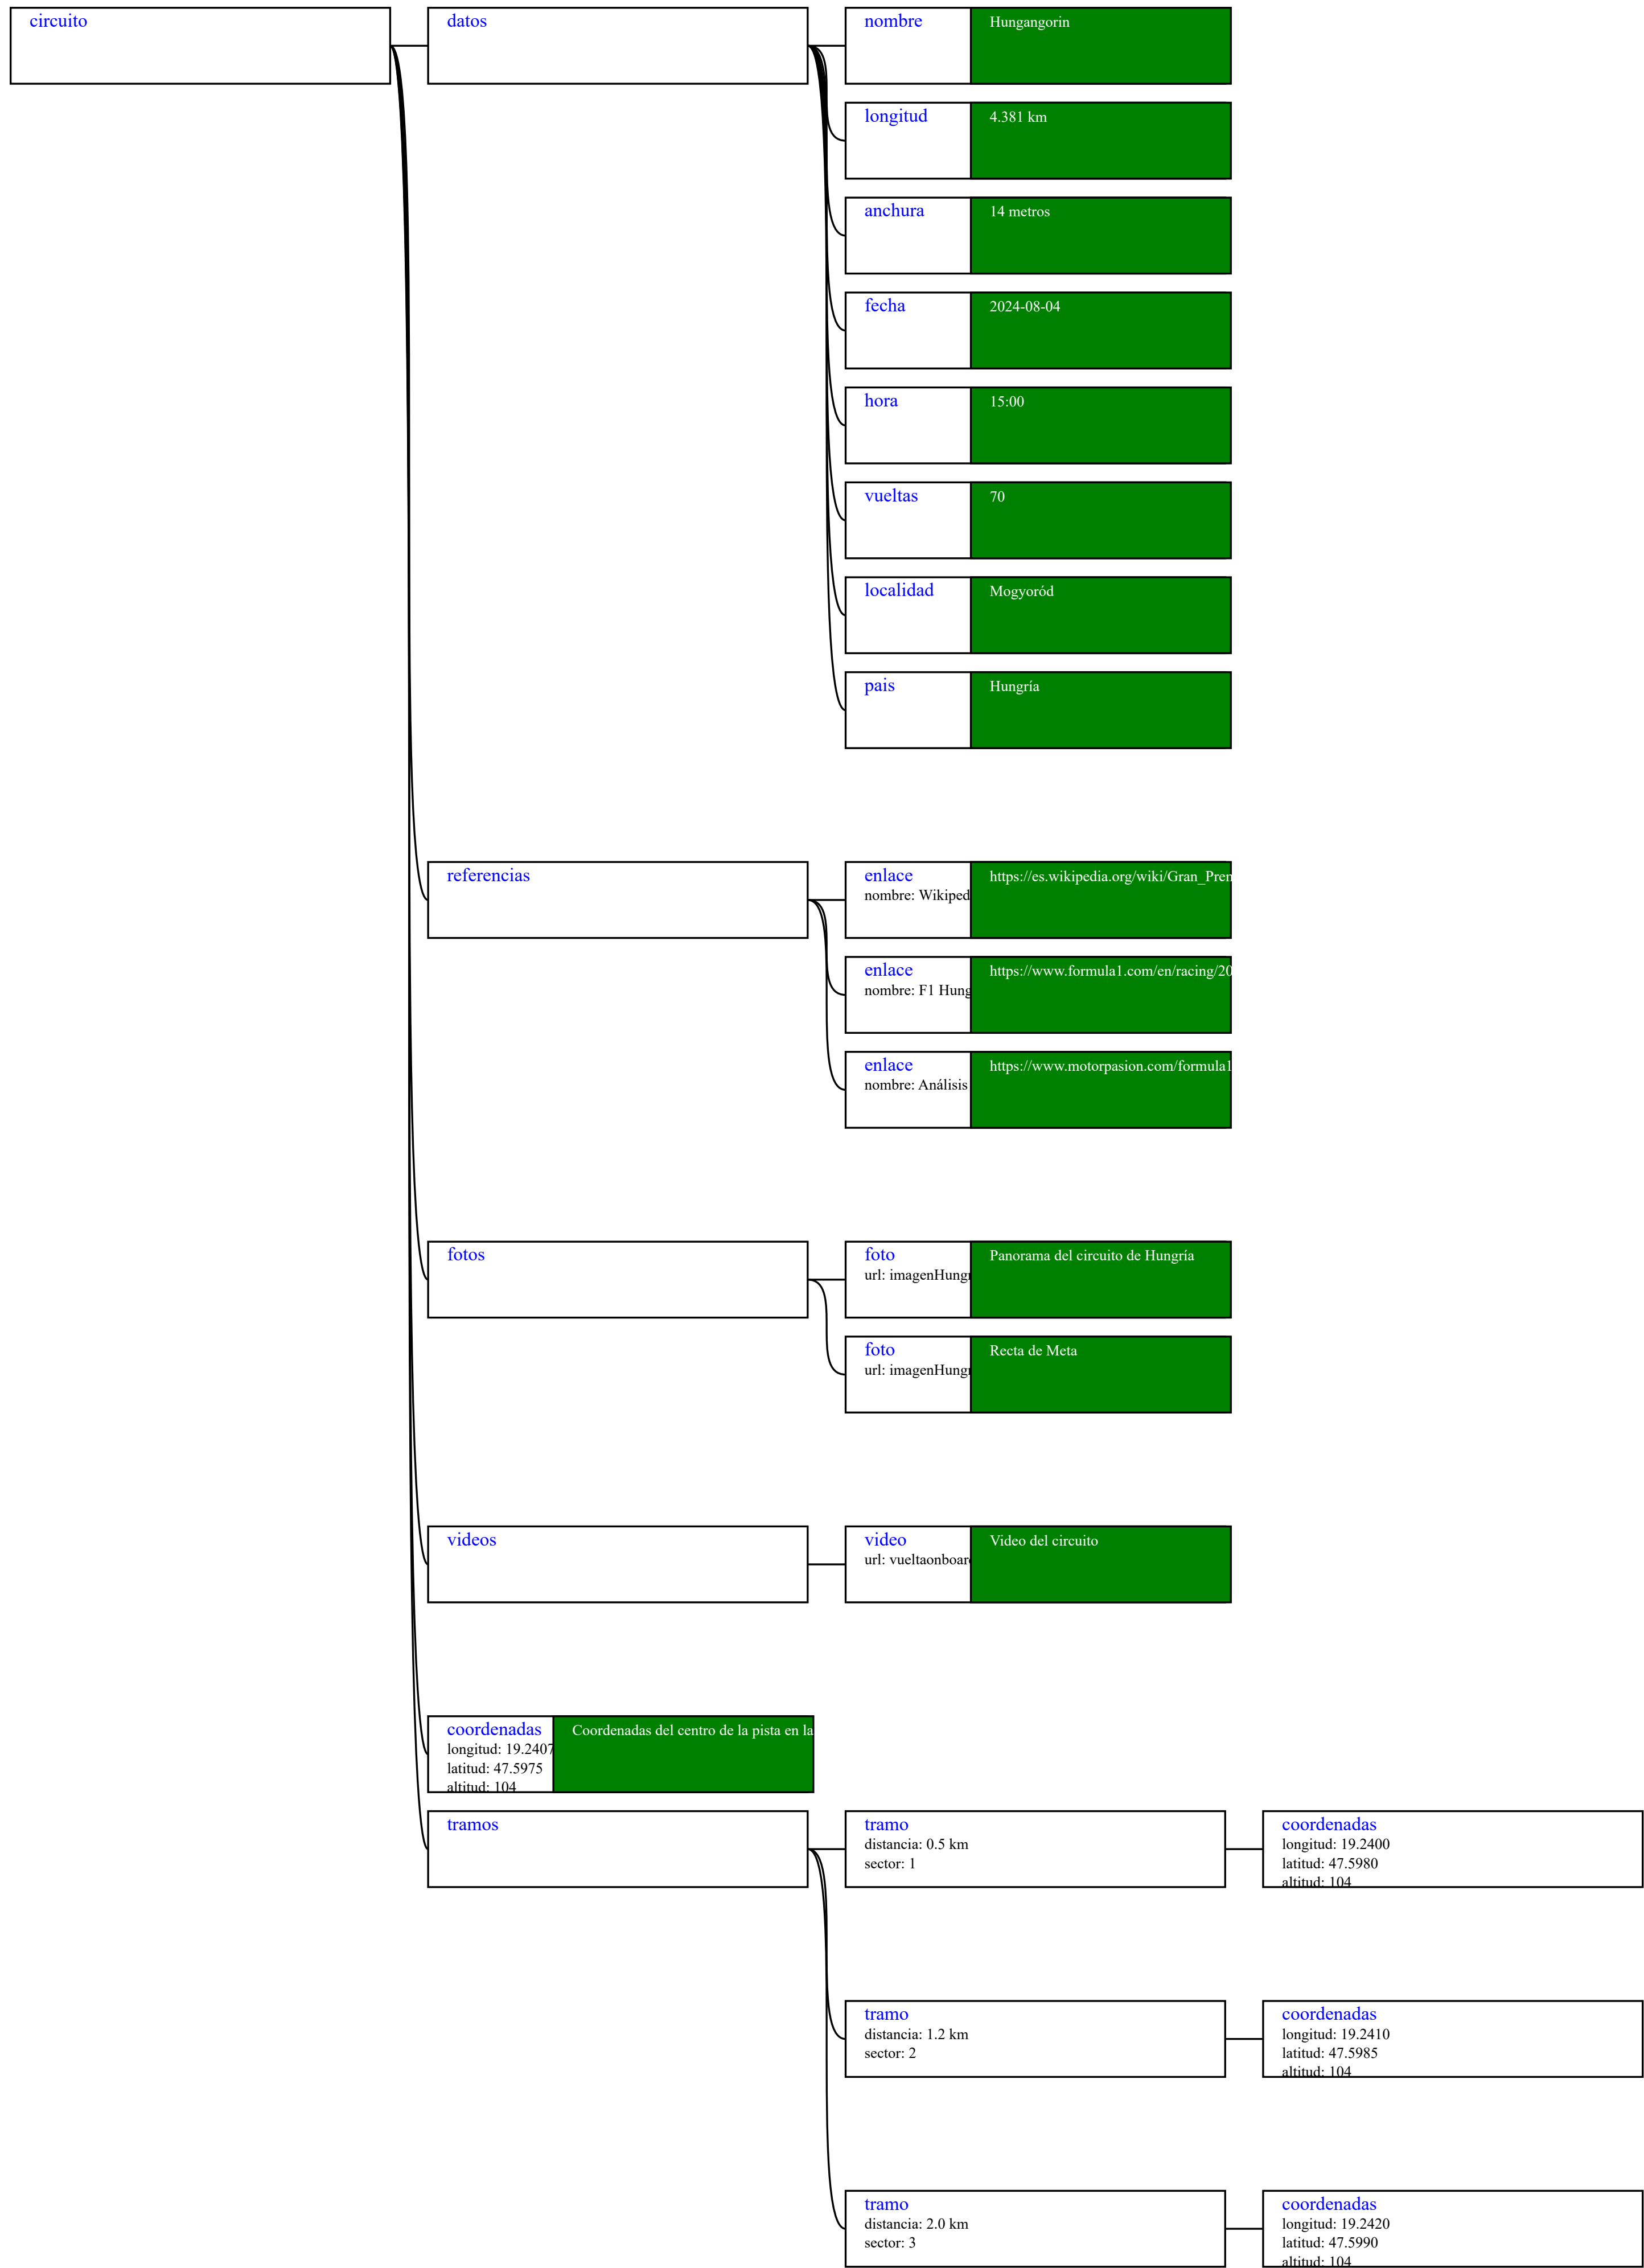 circuito
datos
nombre
Hungangorin
longitud
4.381 km
anchura
14 metros
fecha
2024-08-04
hora
15:00
vueltas
70
localidad
Mogyoród
pais
Hungría
referencias
enlace
nombre: Wikiped
https://es.wikipedia.org/wiki/Gran_Pren
enlace
nombre: F1 Hung
https://www.formula1.com/en/racing/20
enlace
nombre: Análisis
https://www.motorpasion.com/formula1
fotos
foto
url: imagenHungr
Panorama del circuito de Hungría
foto
url: imagenHungr
Recta de Meta
videos
video
url: vueltaonboard
Video del circuito
coordenadas
longitud: 19.2407
latitud: 47.5975
altitud: 104
Coordenadas del centro de la pista en la
tramos
tramo
distancia: 0.5 km
sector: 1
coordenadas
longitud: 19.2400
latitud: 47.5980
altitud: 104
tramo
distancia: 1.2 km
sector: 2
coordenadas
longitud: 19.2410
latitud: 47.5985
altitud: 104
tramo
distancia: 2.0 km
sector: 3
coordenadas
longitud: 19.2420
latitud: 47.5990
altitud: 104